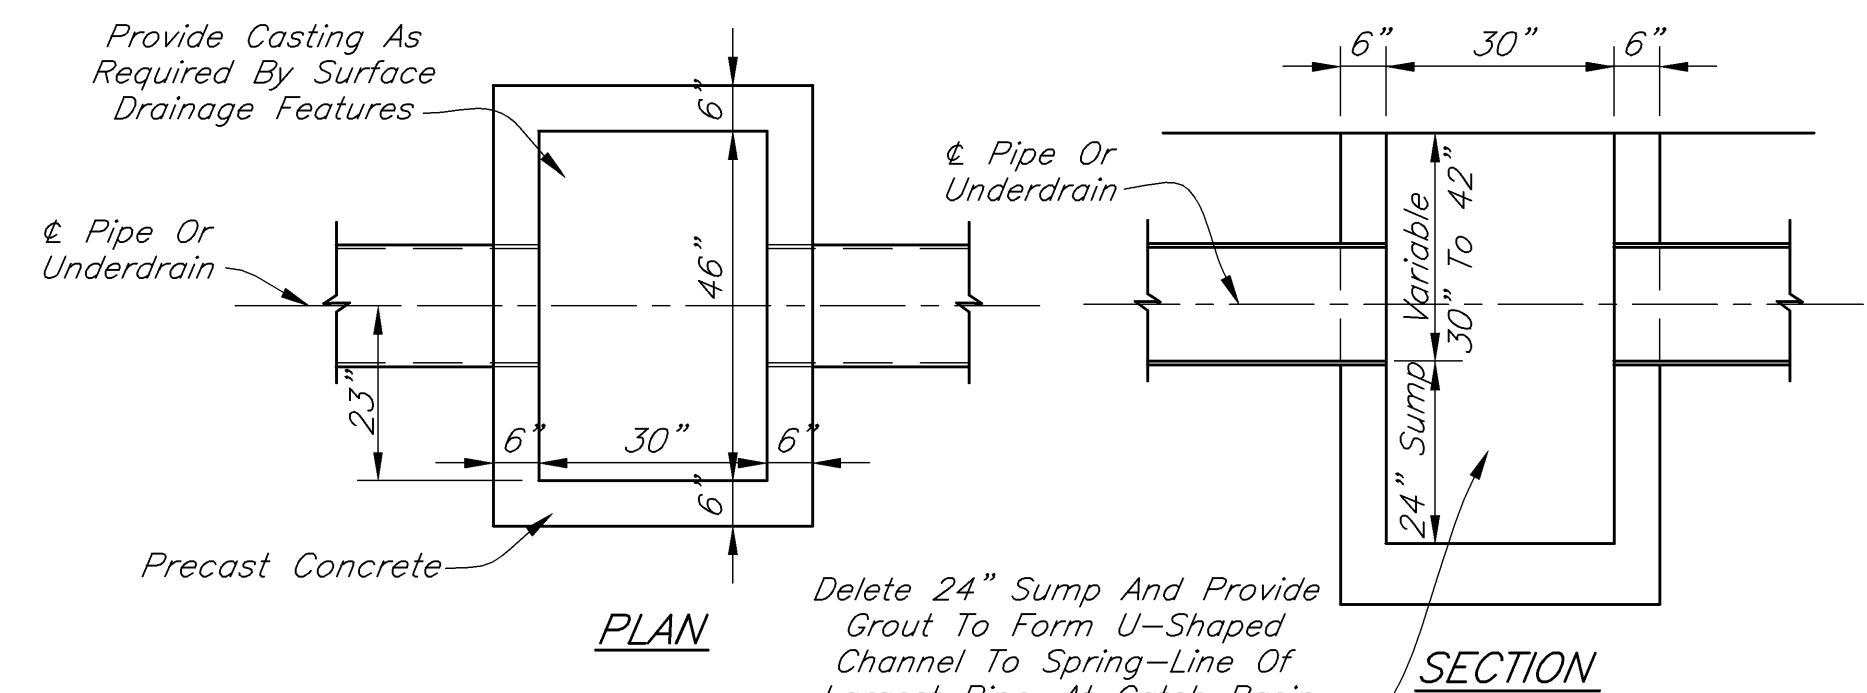 Provide Casting As
Required By Surface
Drainage Features
℄ Pipe Or
Underdrain
23"
6"
46"
6"
6"
30"
6"
Precast Concrete
PLAN
6"
30"
6"
℄ Pipe Or
Underdrain
Variable
30" To 42"
24" Sump
Delete 24" Sump And Provide
Grout To Form U-Shaped
Channel To Spring-Line Of
SECTION